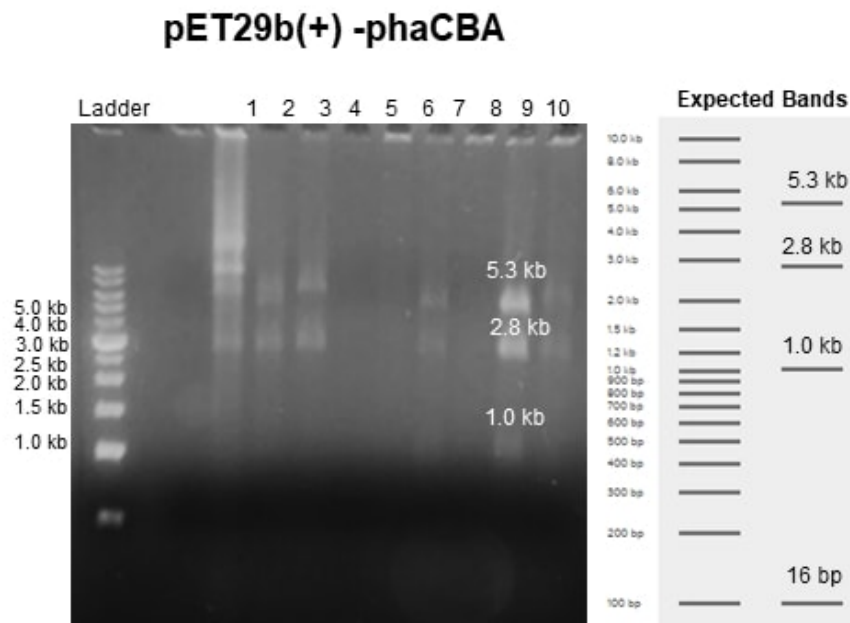 pET29b(+) -phaCBA
Ladder 1 2 3 4 5 6 7 8 9 10
5.0 kb
4.0 kb
3.0 kb
2.5 kb
2.0 kb
1.5 kb
1.0 kb
5.3 kb
2.8 kb
1.0 kb
Expected Bands
10.0 kb
8.0 kb
6.0 kb
5.0 kb
4.0 kb
3.0 kb
2.0 kb
1.5 kb
1.2 kb
1.0 kb
900 bp
800 bp
700 bp
600 bp
500 bp
400 bp
300 bp
200 bp
100 bp
5.3 kb
2.8 kb
1.0 kb
16 bp